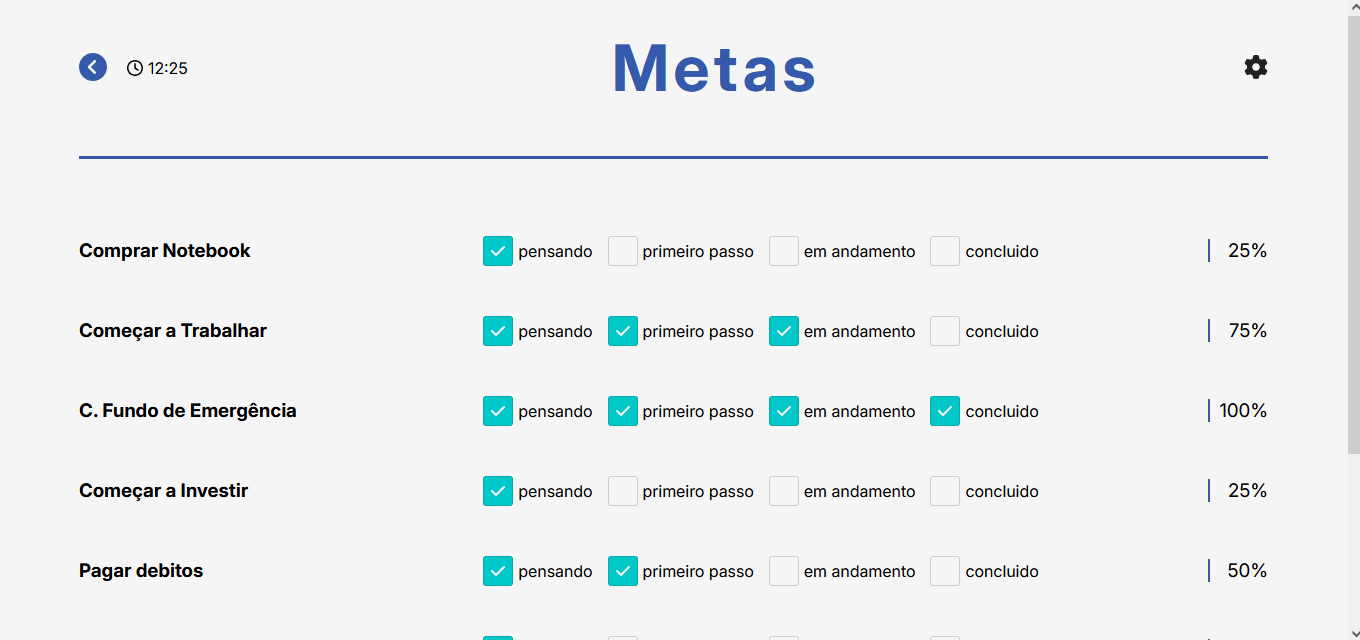 12:25 Metas
Comprar Notebook pensando primeiro passo em andamento concluido 25%
Começar a Trabalhar pensando primeiro passo em andamento concluido 75%
C. Fundo de Emergência pensando primeiro passo em andamento concluido 100%
Começar a Investir pensando primeiro passo em andamento concluido 25%
Pagar debitos pensando primeiro passo em andamento concluido 50%